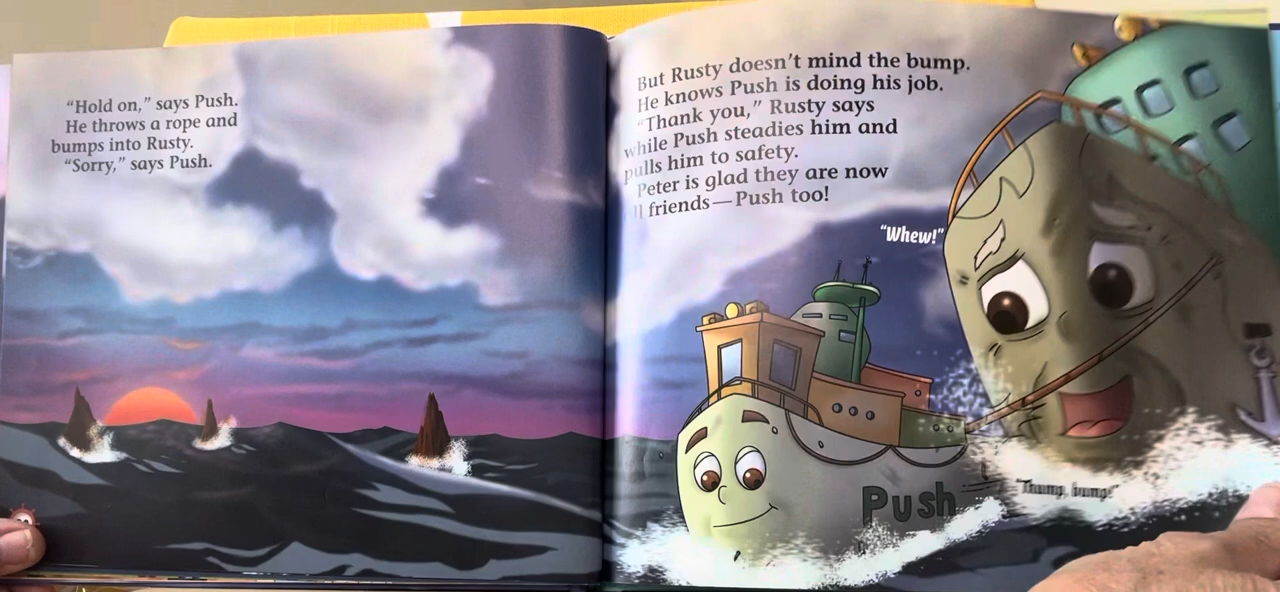 “Hold on,” says Push.
He throws a rope and
bumps into Rusty.
“Sorry,” says Push.
But Rusty doesn’t mind the bump.
He knows Push is doing his job.
“Thank you,” Rusty says
while Push steadies him and
pulls him to safety.
Peter is glad they are now
friends—Push too!
“Whew!”
Push
“Thump, bump!”